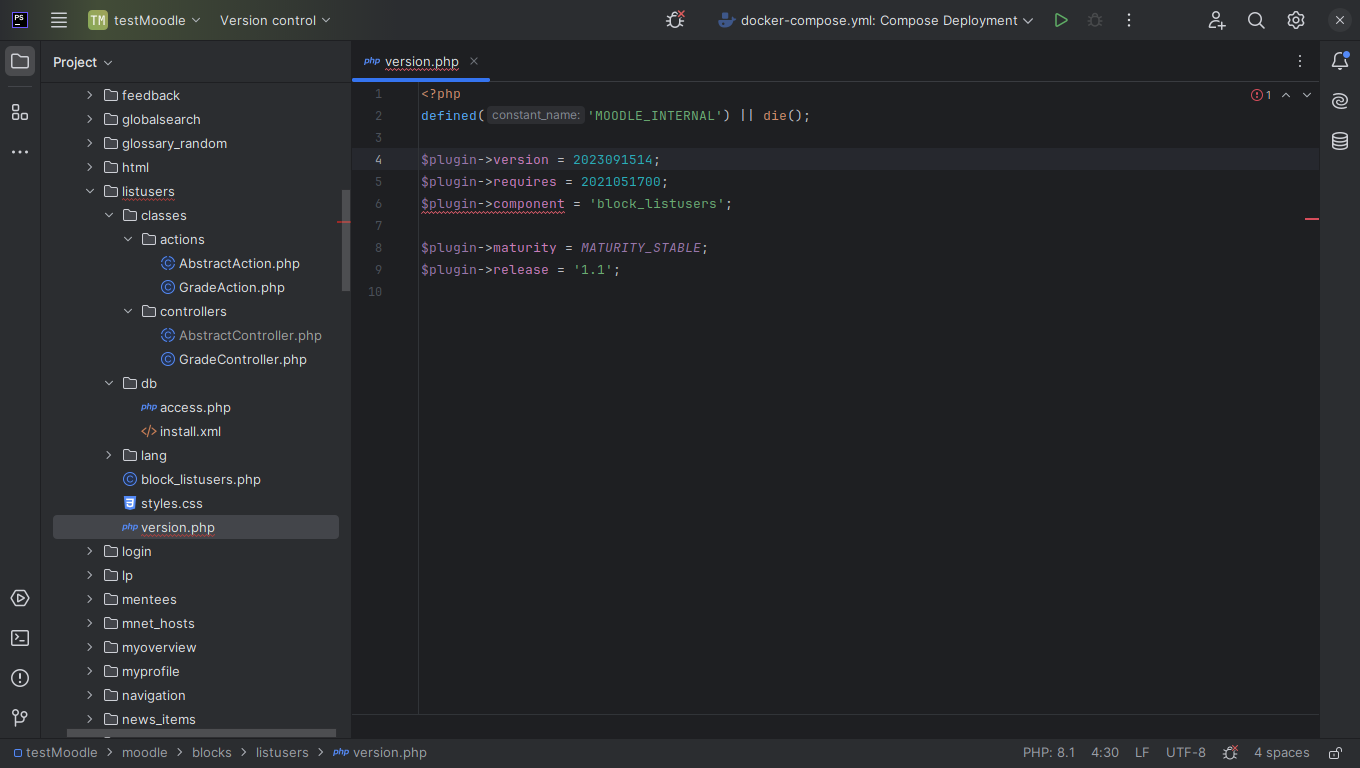 PS
TM testMoodle Version control docker-compose.yml: Compose Deployment
Project
php version.php
feedback
globalsearch
glossary_random
html
listusers
classes
actions
AbstractAction.php
GradeAction.php
controllers
AbstractController.php
GradeController.php
db
php access.php
install.xml
lang
block_listusers.php
styles.css
php version.php
login
lp
mentees
mnet_hosts
myoverview
myprofile
navigation
news_items
1 <?php
2 defined( constant_name: 'MOODLE_INTERNAL') || die();
3
4 $plugin->version = 2023091514;
5 $plugin->requires = 2021051700;
6 $plugin->component = 'block_listusers';
7
8 $plugin->maturity = MATURITY_STABLE;
9 $plugin->release = '1.1';
10
1
testMoodle > moodle > blocks > listusers > php version.php
PHP: 8.1 4:30 LF UTF-8 4 spaces